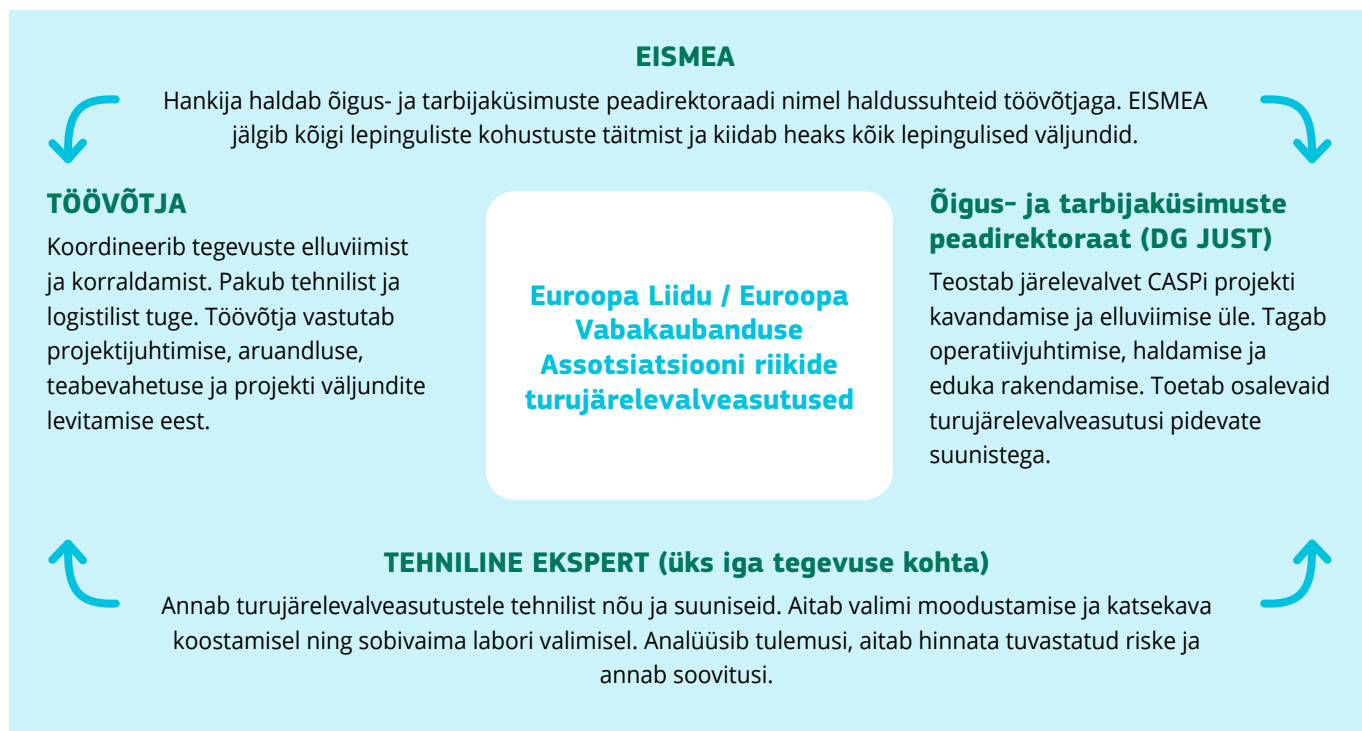 EISMEA
Hankija haldab õigus- ja tarbijaküsimuste peadirektoraadi nimel haldussuhteid töövõtjaga. EISMEA
jälgib kõigi lepinguliste kohustuste täitmist ja kiidab heaks kõik lepingulised väljundid.
TÖÖVÕTJA
Koordineerib tegevuste elluviimist
ja korraldamist. Pakub tehnilist ja
logistilist tuge. Töövõtja vastutab
projektijuhtimise, aruandluse,
teabevahetuse ja projekti väljundite
levitamise eest.
Euroopa Liidu / Euroopa
Vabakaubanduse
Assotsiatsiooni riikide
turujärelevalveasutused
Õigus- ja tarbijaküsimuste
peadirektoraat (DG JUST)
Teostab järelevalvet CASPi projekti
kavandamise ja elluviimise üle. Tagab
operatiivjuhtimise, haldamise ja
eduka rakendamise. Toetab osalevaid
turujärelevalveasutusi pidevate
suunistega.
TEHNILINE EKSPERT (üks iga tegevuse kohta)
Annab turujärelevalveasutustele tehnilist nõu ja suuniseid. Aitab valimi moodustamise ja katsekava
koostamisel ning sobivaima labori valimisel. Analüüsib tulemusi, aitab hinnata tuvastatud riske ja
annab soovitusi.